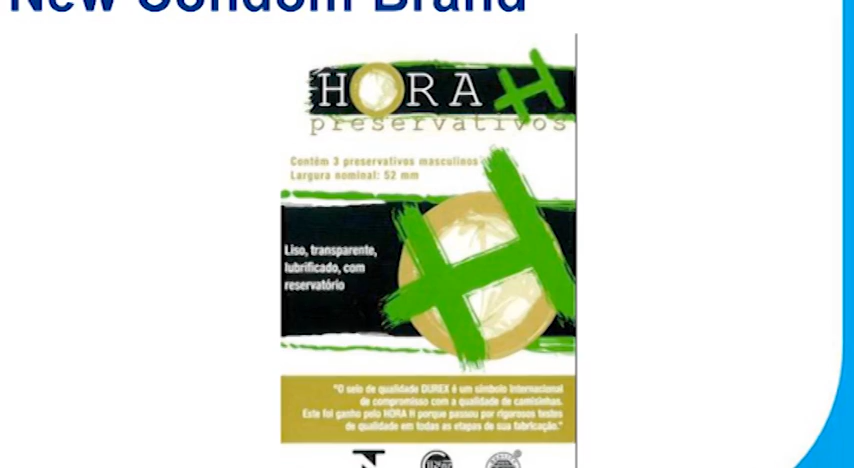 New Condom Brand
HORA H
preservativos
Contém 3 preservativos masculinos
Largura nominal: 52 mm
Liso, transparente,
lubrificado, com
reservatório
H
"O selo de qualidade DUREX é um símbolo internacional
de compromisso com a qualidade de camisinhas.
Este foi ganho pelo HORA H porque passou por rigorosos testes
de qualidade em todas as etapas de sua fabricação."